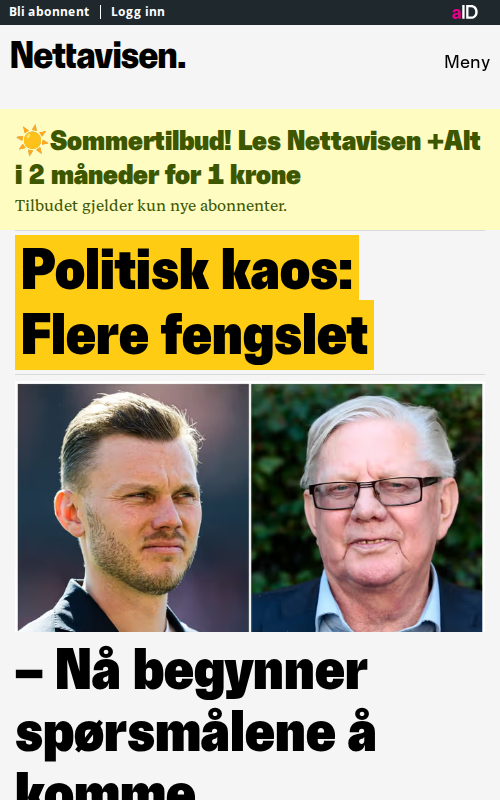 Bli abonnent | Logg inn
aID
Nettavisen.
Meny
☀️Sommertilbud! Les Nettavisen +Alt
i 2 måneder for 1 krone
Tilbudet gjelder kun nye abonnenter.
Politisk kaos:
Flere fengslet
– Nå begynner
spørsmålene å
komme